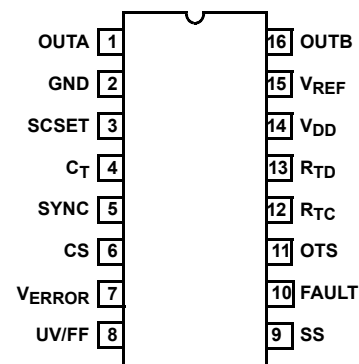 OUTA 1 16 OUTB
GND 2 15 VREF
SCSET 3 14 VDD
CT 4 13 RTD
SYNC 5 12 RTC
CS 6 11 OTS
VERROR 7 10 FAULT
UV/FF 8 9 SS